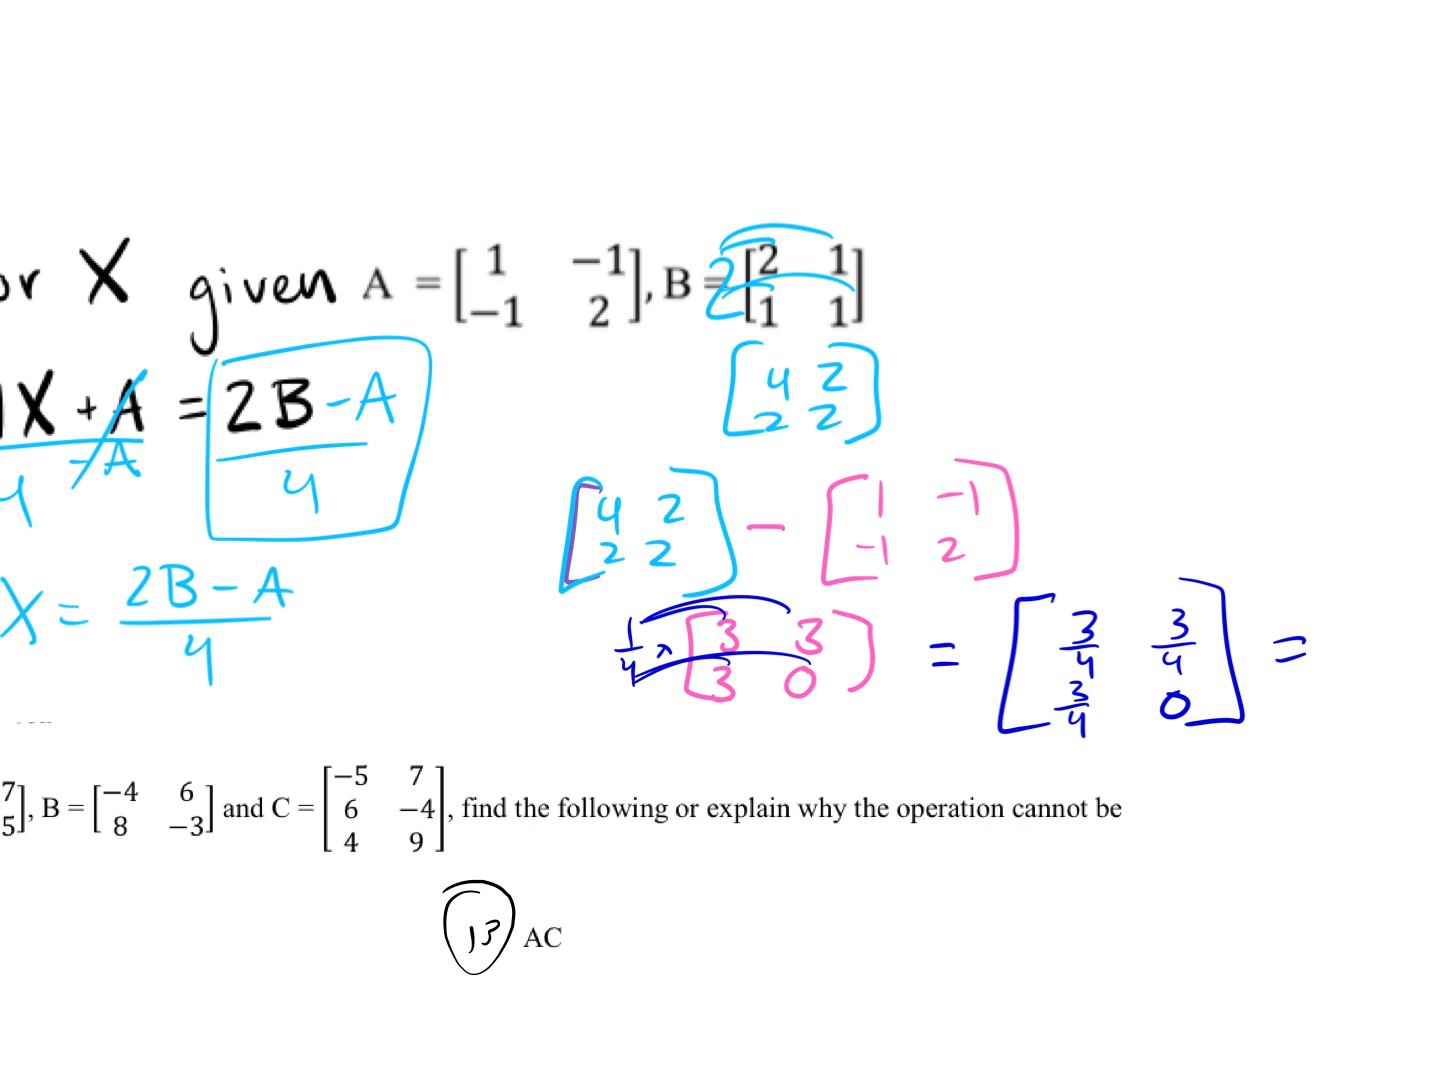 or X given A = [1 −1 −1 2], B = 2[2 1 1 1]
[4 2 2 2]
X + A = 2B - A
4 - A 4
[4 2 2 2] - [1 -1 -1 2]
X = 2B - A / 4
1/4 × [3 3 3 0] = [3/4 3/4 3/4 0] =
7 5], B = [−4 6 8 −3] and C = [−5 7 6 −4 4 9], find the following or explain why the operation cannot be
13 AC